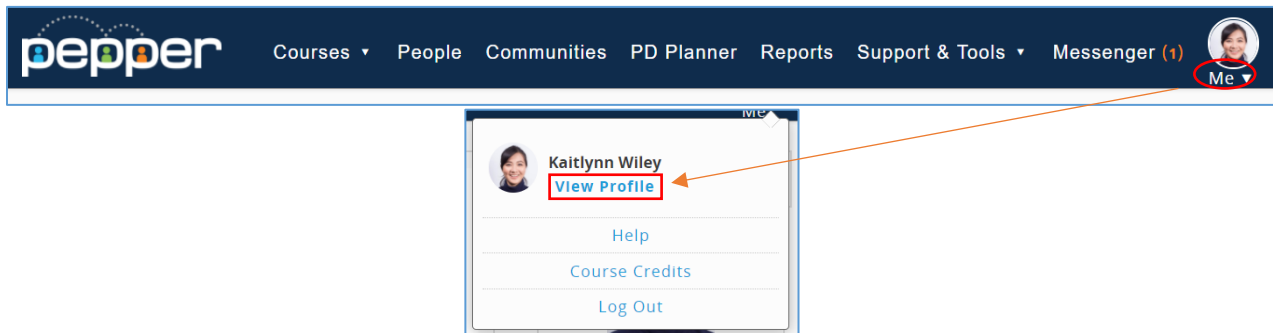 pepper Courses ▼ People Communities PD Planner Reports Support & Tools ▼ Messenger (1)
Me ▼
Me
Kaitlynn Wiley
View Profile
Help
Course Credits
Log Out